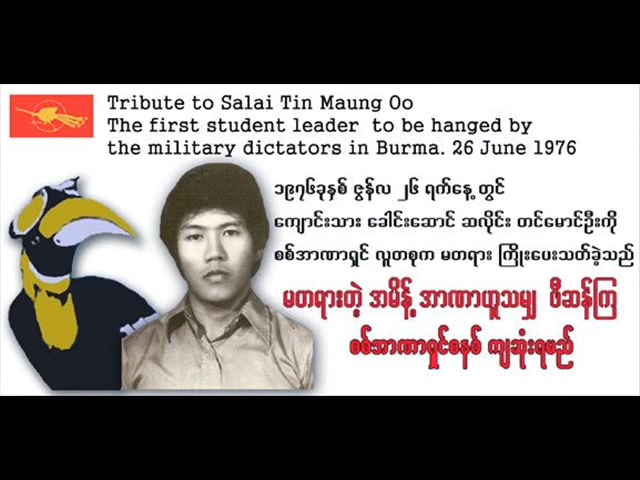 Tribute to Salai Tin Maung Oo
The first student leader to be hanged by
the military dictators in Burma. 26 June 1976
၁၉၇၆ခုနှစ် ဇွန်လ ၂၆ ရက်နေ့ တွင်
ကျောင်းသား ခေါင်းဆောင် ဆလိုင်း တင်မောင်ဦးကို
စစ်အာဏာရှင် လူတစုက မတရား ကြိုးပေးသတ်ခဲ့သည်
မတရားတဲ့ အမိန့် အာဏာဟူသမျှ ဖီဆန်ကြ
စစ်အာဏာရှင်စနစ် ကျဆုံးရမည်